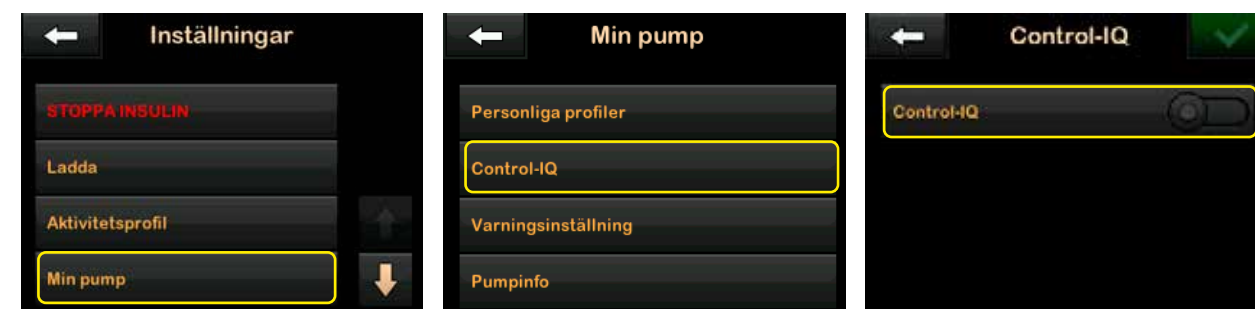 Inställningar
STOPPA INSULIN
Ladda
Aktivitetsprofil
Min pump
Min pump
Personliga profiler
Control-IQ
Varningsinställning
Pumpinfo
Control-IQ
Control-IQ